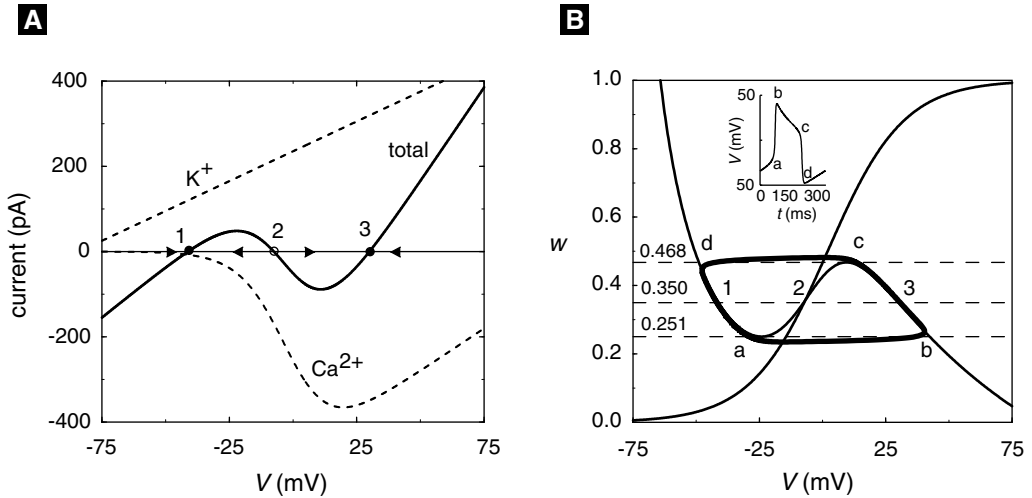 A
B
400
200
0
-200
-400
current (pA)
K+
total
1
2
3
Ca2+
-75
-25
25
75
V (mV)
1.0
0.8
0.6
0.4
0.2
0.0
w
50
50
V (mV)
b
c
a
d
0 150 300
t (ms)
d
c
0.468
0.350
0.251
1
2
3
a
b
-75
-25
25
75
V (mV)